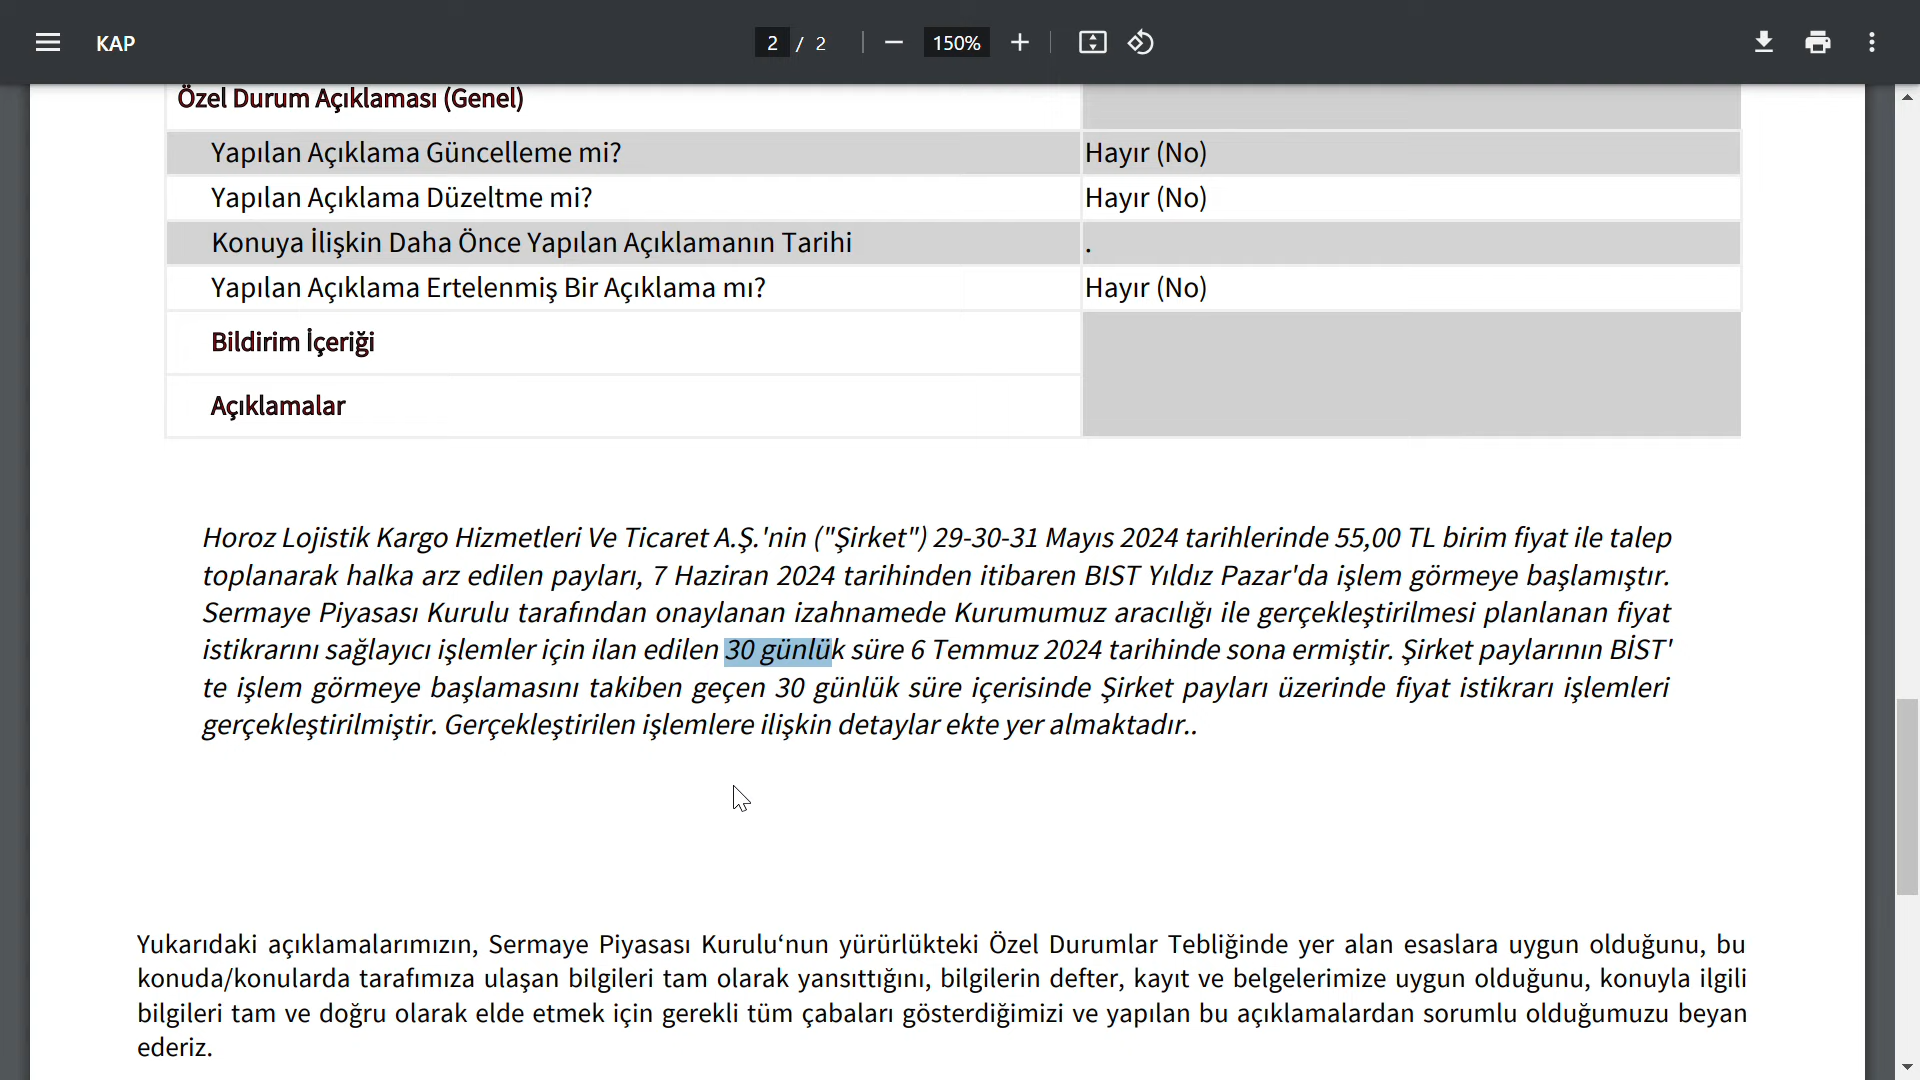 KAP
2 / 2
150%
Özel Durum Açıklaması (Genel)
Yapılan Açıklama Güncelleme mi? Hayır (No)
Yapılan Açıklama Düzeltme mi? Hayır (No)
Konuya İlişkin Daha Önce Yapılan Açıklamanın Tarihi .
Yapılan Açıklama Ertelenmiş Bir Açıklama mı? Hayır (No)
Bildirim İçeriği
Açıklamalar
Horoz Lojistik Kargo Hizmetleri Ve Ticaret A.Ş.'nin ("Şirket") 29-30-31 Mayıs 2024 tarihlerinde 55,00 TL birim fiyat ile talep
toplanarak halka arz edilen payları, 7 Haziran 2024 tarihinden itibaren BIST Yıldız Pazar'da işlem görmeye başlamıştır.
Sermaye Piyasası Kurulu tarafından onaylanan izahnamede Kurumumuz aracılığı ile gerçekleştirilmesi planlanan fiyat
istikrarını sağlayıcı işlemler için ilan edilen 30 günlük süre 6 Temmuz 2024 tarihinde sona ermiştir. Şirket paylarının BİST'
te işlem görmeye başlamasını takiben geçen 30 günlük süre içerisinde Şirket payları üzerinde fiyat istikrarı işlemleri
gerçekleştirilmiştir. Gerçekleştirilen işlemlere ilişkin detaylar ekte yer almaktadır..
Yukarıdaki açıklamalarımızın, Sermaye Piyasası Kurulu‘nun yürürlükteki Özel Durumlar Tebliğinde yer alan esaslara uygun olduğunu, bu
konuda/konularda tarafımıza ulaşan bilgileri tam olarak yansıttığını, bilgilerin defter, kayıt ve belgelerimize uygun olduğunu, konuyla ilgili
bilgileri tam ve doğru olarak elde etmek için gerekli tüm çabaları gösterdiğimizi ve yapılan bu açıklamalardan sorumlu olduğumuzu beyan
ederiz.